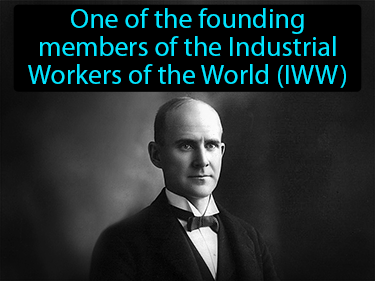 One of the founding
members of the Industrial
Workers of the World (IWW)